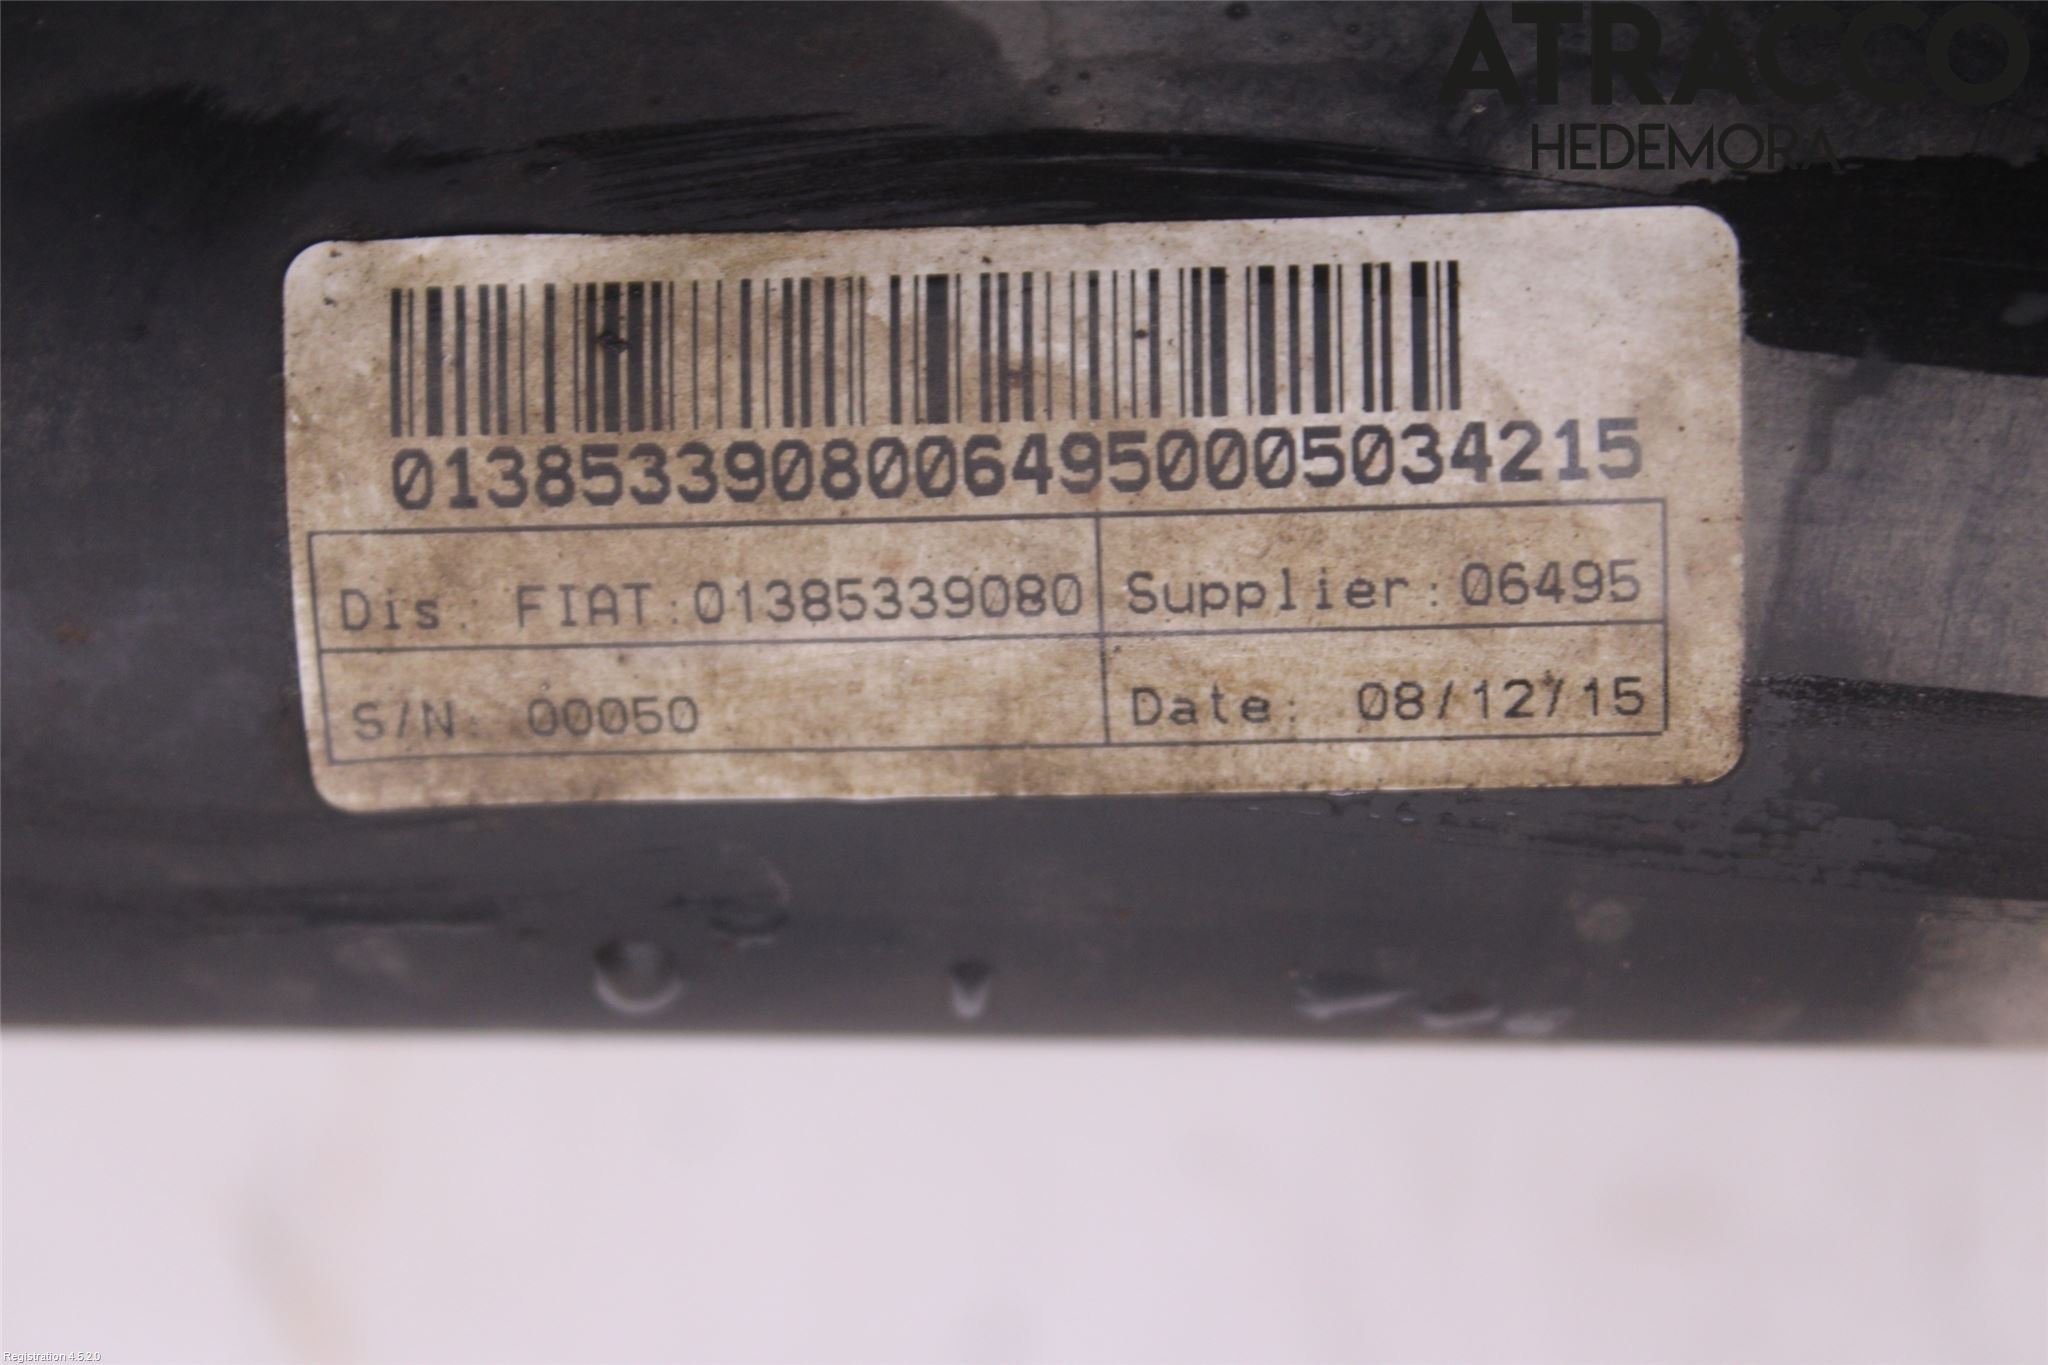 ATRACCO
HEDEMORA
01385339080064950005034215
Dis.: FIAT:01385339080 Supplier:06495
S/N: 00050 Date: 08/12/15
Registration 4.5.2.0